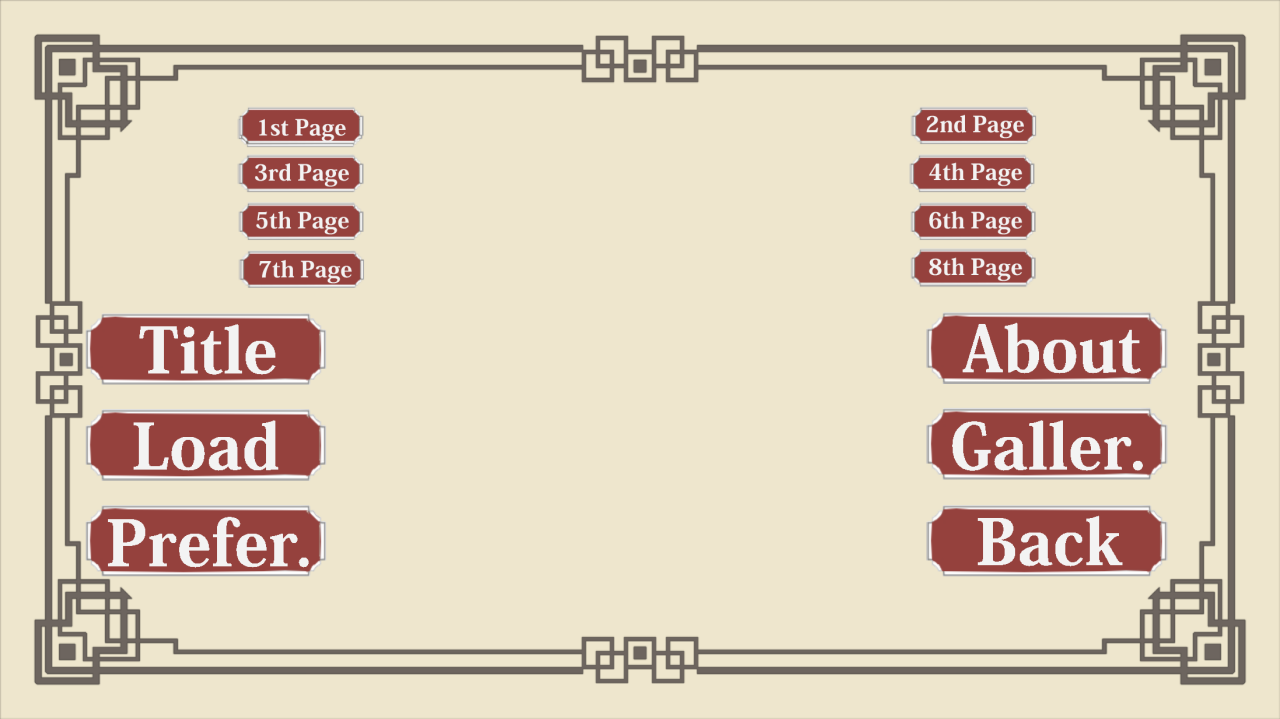 1st Page
2nd Page
3rd Page
4th Page
5th Page
6th Page
7th Page
8th Page
Title
About
Load
Galler.
Prefer.
Back